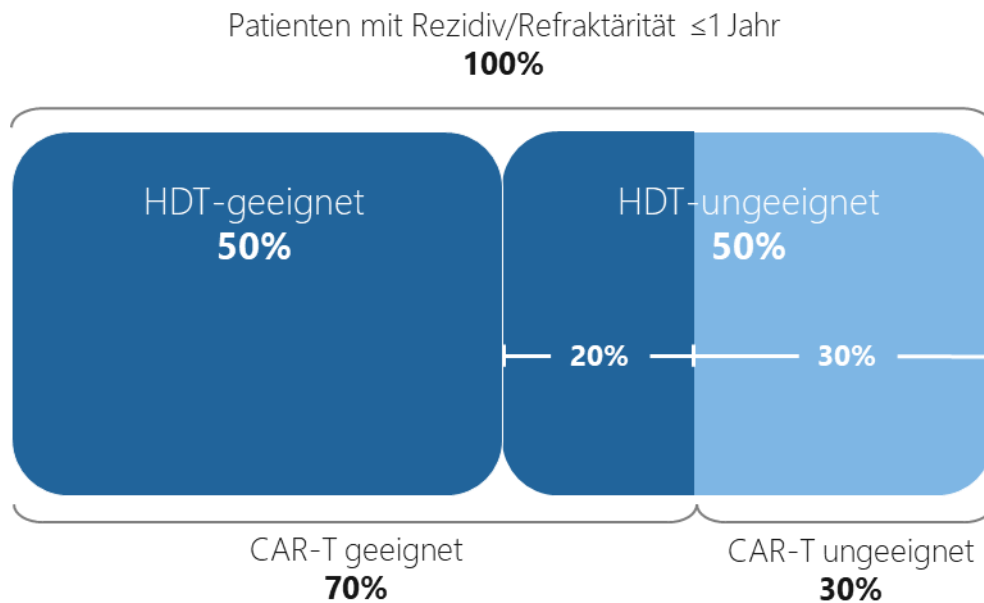 Patienten mit Rezidiv/Refraktärität ≤1 Jahr
100%
HDT-geeignet
50%
HDT-ungeeignet
50%
20%
30%
CAR-T geeignet
70%
CAR-T ungeeignet
30%